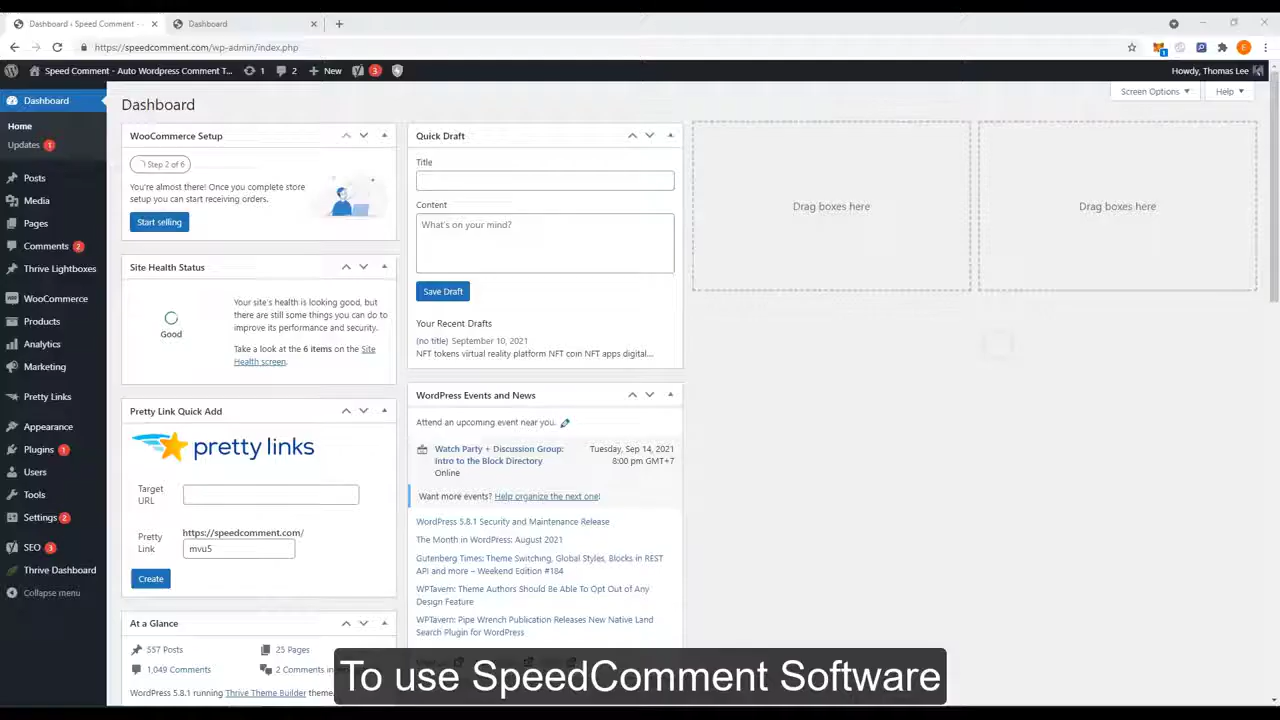 Dashboard ‹ Speed Comment -
Dashboard
https://speedcomment.com/wp-admin/index.php
Speed Comment - Auto Wordpress Comment T...
1
2
New
3
Howdy, Thomas Lee
Dashboard
Home
Updates 1
Posts
Media
Pages
Comments 2
Thrive Lightboxes
WooCommerce
Products
Analytics
Marketing
Pretty Links
Appearance
Plugins 1
Users
Tools
Settings 2
SEO 3
Thrive Dashboard
Collapse menu
Dashboard
Screen Options
Help
WooCommerce Setup
Step 2 of 6
You're almost there! Once you complete store
setup you can start receiving orders.
Start selling
Site Health Status
Good
Your site's health is looking good, but
there are still some things you can do to
improve its performance and security.
Take a look at the 6 items on the Site
Health screen.
Pretty Link Quick Add
pretty links
Target
URL
https://speedcomment.com/
Pretty
Link
mvu5
Create
At a Glance
557 Posts
25 Pages
1,049 Comments
2 Comments in
WordPress 5.8.1 running Thrive Theme Builder theme.
Quick Draft
Title
Content
What's on your mind?
Save Draft
Your Recent Drafts
(no title) September 10, 2021
NFT tokens virtual reality platform NFT coin NFT apps digital...
WordPress Events and News
Attend an upcoming event near you.
Watch Party + Discussion Group:
Intro to the Block Directory
Online
Tuesday, Sep 14, 2021
8:00 pm GMT+7
Want more events? Help organize the next one!
WordPress 5.8.1 Security and Maintenance Release
The Month in WordPress: August 2021
Gutenberg Times: Theme Switching, Global Styles, Blocks in REST
API and more – Weekend Edition #184
WPTavern: Theme Authors Should Be Able To Opt Out of Any
Design Feature
WPTavern: Pipe Wrench Publication Releases New Native Land
Search Plugin for WordPress
Drag boxes here
Drag boxes here
To use SpeedComment Software